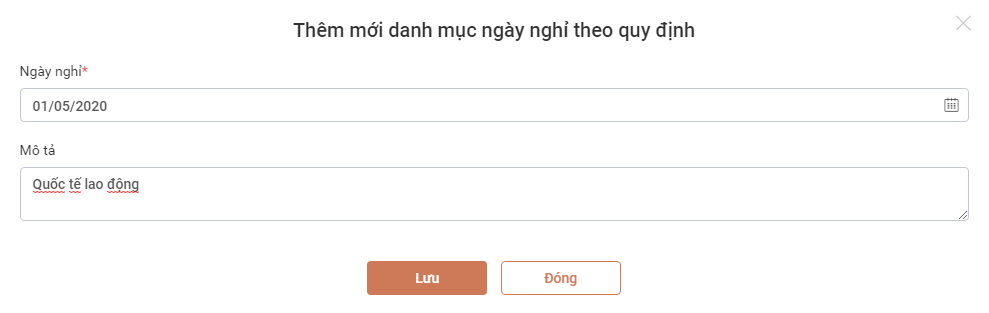 Thêm mới danh mục ngày nghỉ theo quy định
Ngày nghỉ*
01/05/2020
Mô tả
Quốc tế lao động
Lưu
Đóng